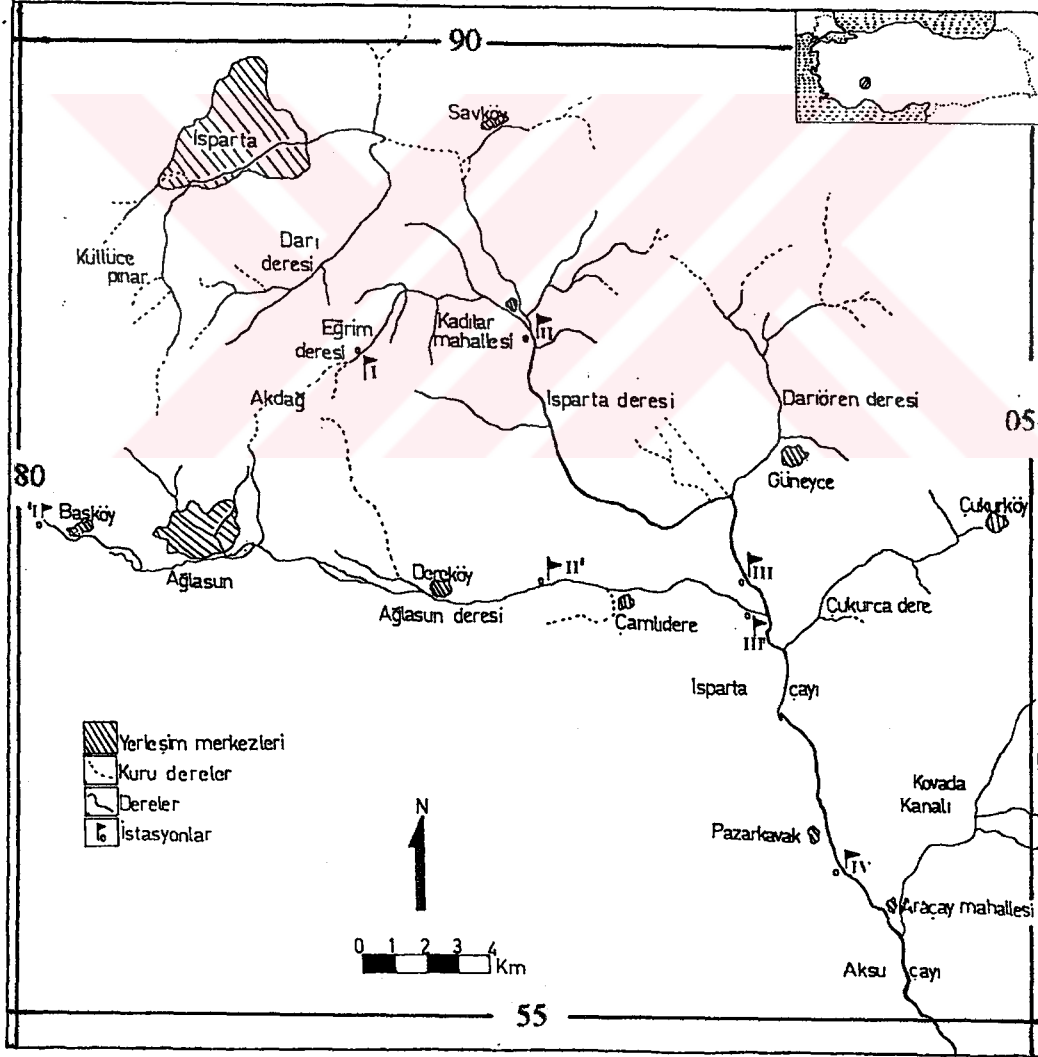 90
Isparta
Savköy
Küllüce
pınar
Darı
deresi
Eğrim
deresi
I
Kadılar
mahallesi
II
Akdağ
Isparta deresi
Darıören deresi
05
80
Güneyce
'I
Başköy
Çukurköy
Ağlasun
Dereköy
II'
III
Ağlasun deresi
Camlıdere
III'
Çukurca dere
Isparta çayı
Yerleşim merkezleri
Kuru dereler
Dereler
İstasyonlar
N
Kovada
Kanalı
Pazarkavak
IV
Araçay mahallesi
0 1 2 3 4
Km
Aksu çayı
55